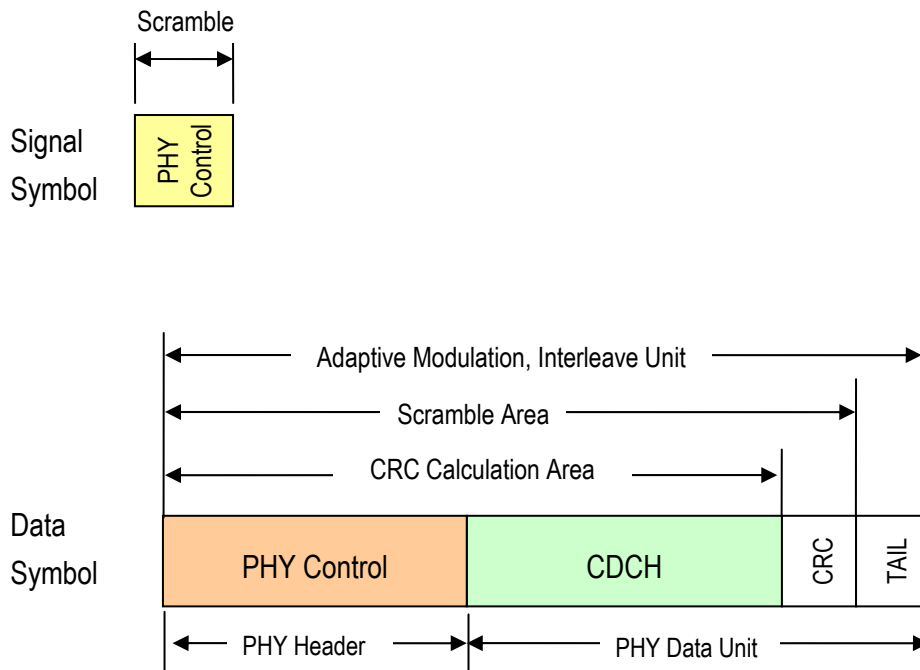 Scramble
Signal
Symbol
PHY
Control
Adaptive Modulation, Interleave Unit
Scramble Area
CRC Calculation Area
Data
Symbol
PHY Control
CDCH
CRC
TAIL
PHY Header
PHY Data Unit